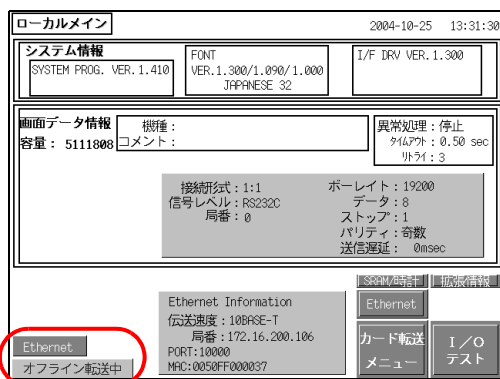 ローカルメイン
2004-10-25 13:31:30
システム情報
SYSTEM PROG. VER.1.410
FONT
VER.1.300/1.090/1.000
JAPANESE 32
I/F DRV VER.1.300
画面データ情報
容量： 5111808
機種：
コメント：
異常処理：停止
タイムアウト：0.50 sec
リトライ：3
接続形式：1:1
信号レベル：RS232C
局番：0
ボーレイト：19200
データ：8
ストップ：1
パリティ：奇数
送信遅延： 0msec
SRAM/時計
拡張情報
Ethernet Information
伝送速度：10BASE-T
局番：172.16.200.106
PORT:10000
MAC:0050FF000037
Ethernet
カード転送
メニュー
I／O
テスト
Ethernet
オフライン転送中